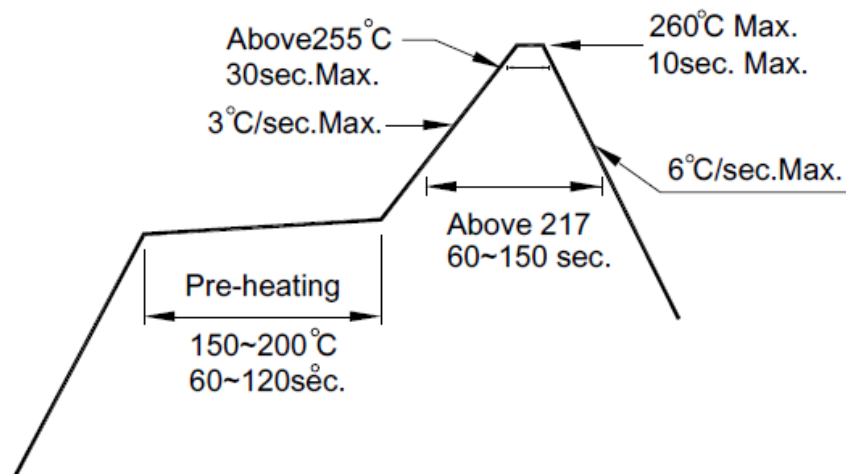 Above255°C
30sec.Max.
260°C Max.
10sec. Max.
3°C/sec.Max.
6°C/sec.Max.
Above 217
60~150 sec.
Pre-heating
150~200°C
60~120sec.